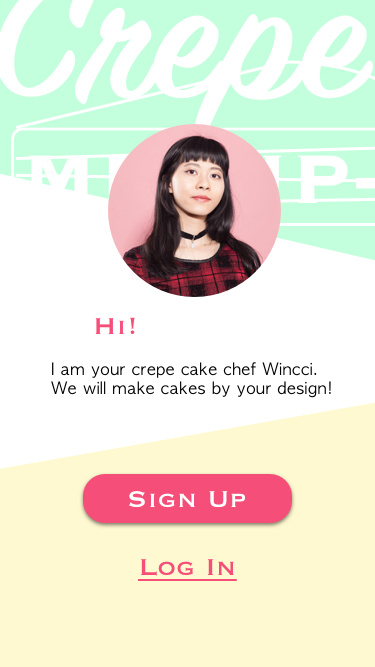 Crepe
Hi!
I am your crepe cake chef Wincci.
We will make cakes by your design!
Sign Up
Log In